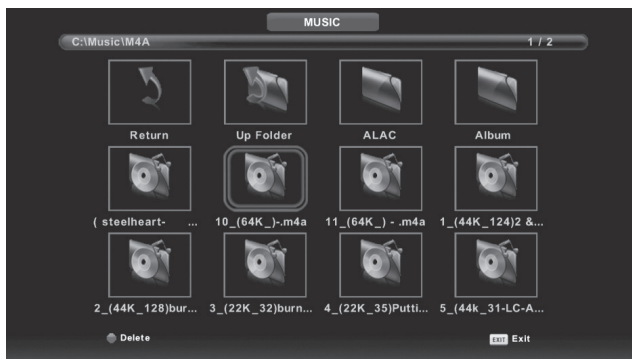 MUSIC
C:\Music\M4A 1 / 2
Return Up Folder ALAC Album
( steelheart- ... 10_(64K_)-.m4a 11_(64K_) - .m4a 1_(44K_124)2 &...
2_(44K_128)bur... 3_(22K_32)burn... 4_(22K_35)Putti... 5_(44k_31-LC-A...
Delete EXIT Exit